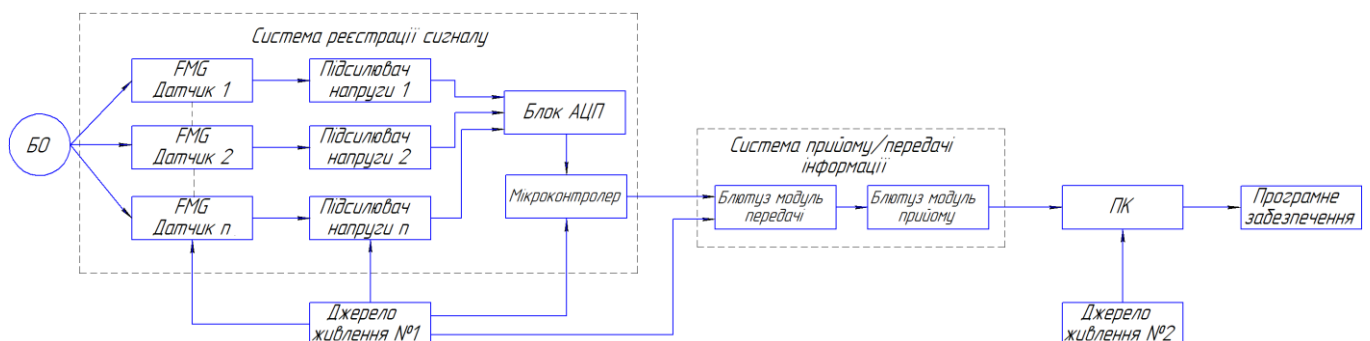 Система реєстрації сигналу
FMG
Датчик 1
Підсилювач
напруги 1
Блок АЦП
БО
FMG
Датчик 2
Підсилювач
напруги 2
Система прийому/передачі
інформації
FMG
Датчик n
Підсилювач
напруги n
Мікроконтролер
Блютуз модуль
передачі
Блютуз модуль
прийому
ПК
Програмне
забезпечення
Джерело
живлення №1
Джерело
живлення №2